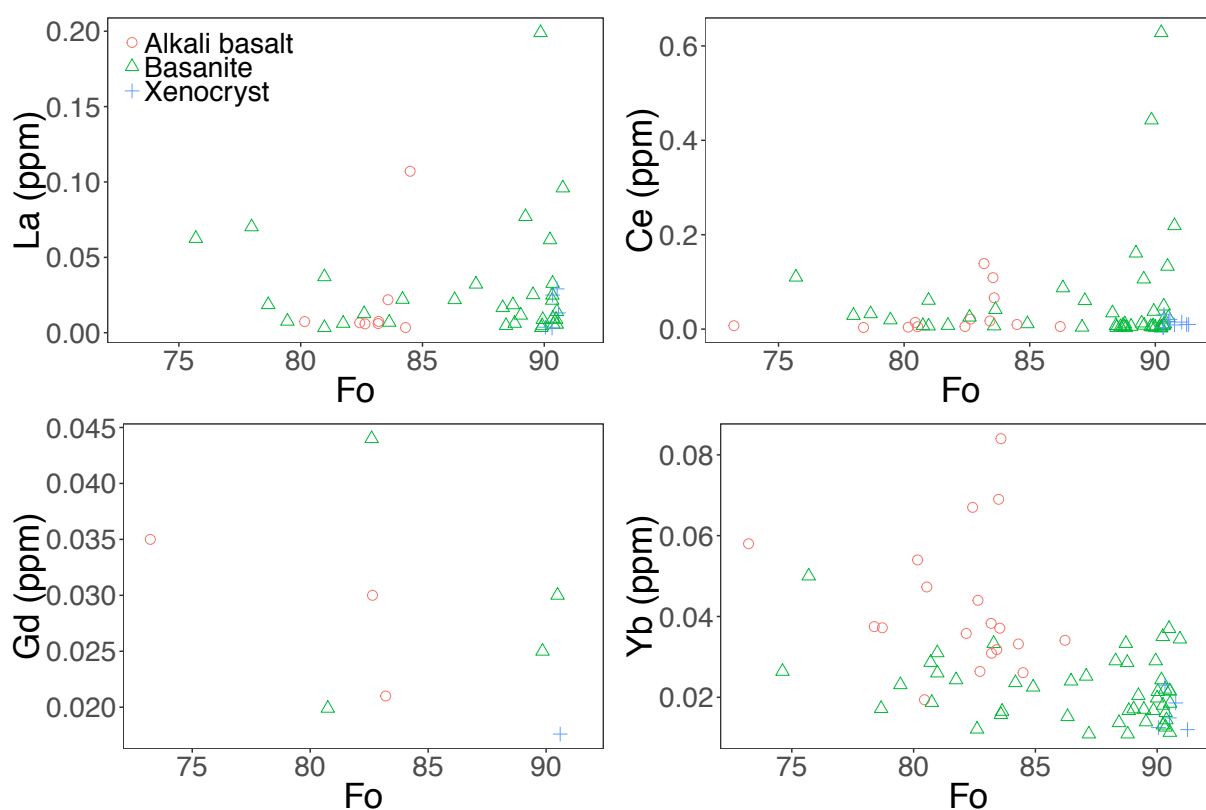 0.20
0.15
0.10
0.05
0.00
La (ppm)
Alkali basalt
Basanite
Xenocryst
75 80 85 90
Fo
0.6
0.4
0.2
0.0
Ce (ppm)
75 80 85 90
Fo
0.045
0.040
0.035
0.030
0.025
0.020
Gd (ppm)
75 80 85 90
Fo
0.08
0.06
0.04
0.02
Yb (ppm)
75 80 85 90
Fo